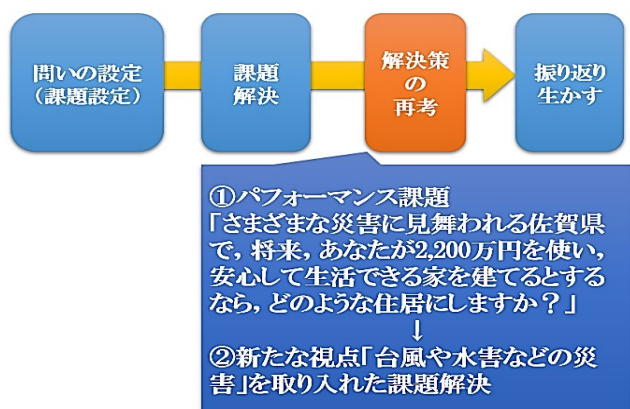 問いの設定
（課題設定）
課題
解決
解決策
の
再考
振り返り
生かす
①パフォーマンス課題
「さまざまな災害に見舞われる佐賀県
で，将来，あなたが2,200万円を使い，
安心して生活できる家を建てるとする
なら，どのような住居にしますか？」
↓
②新たな視点「台風や水害などの災
害」を取り入れた課題解決